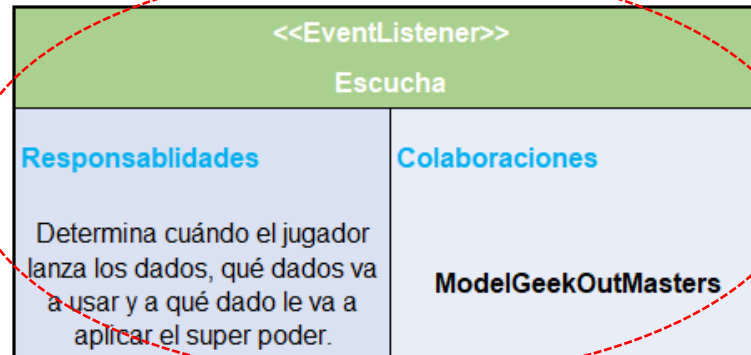 <<EventListener>>
Escucha
Responsablidades
Colaboraciones
Determina cuándo el jugador
lanza los dados, qué dados va
a usar y a qué dado le va a
aplicar el super poder.
ModelGeekOutMasters